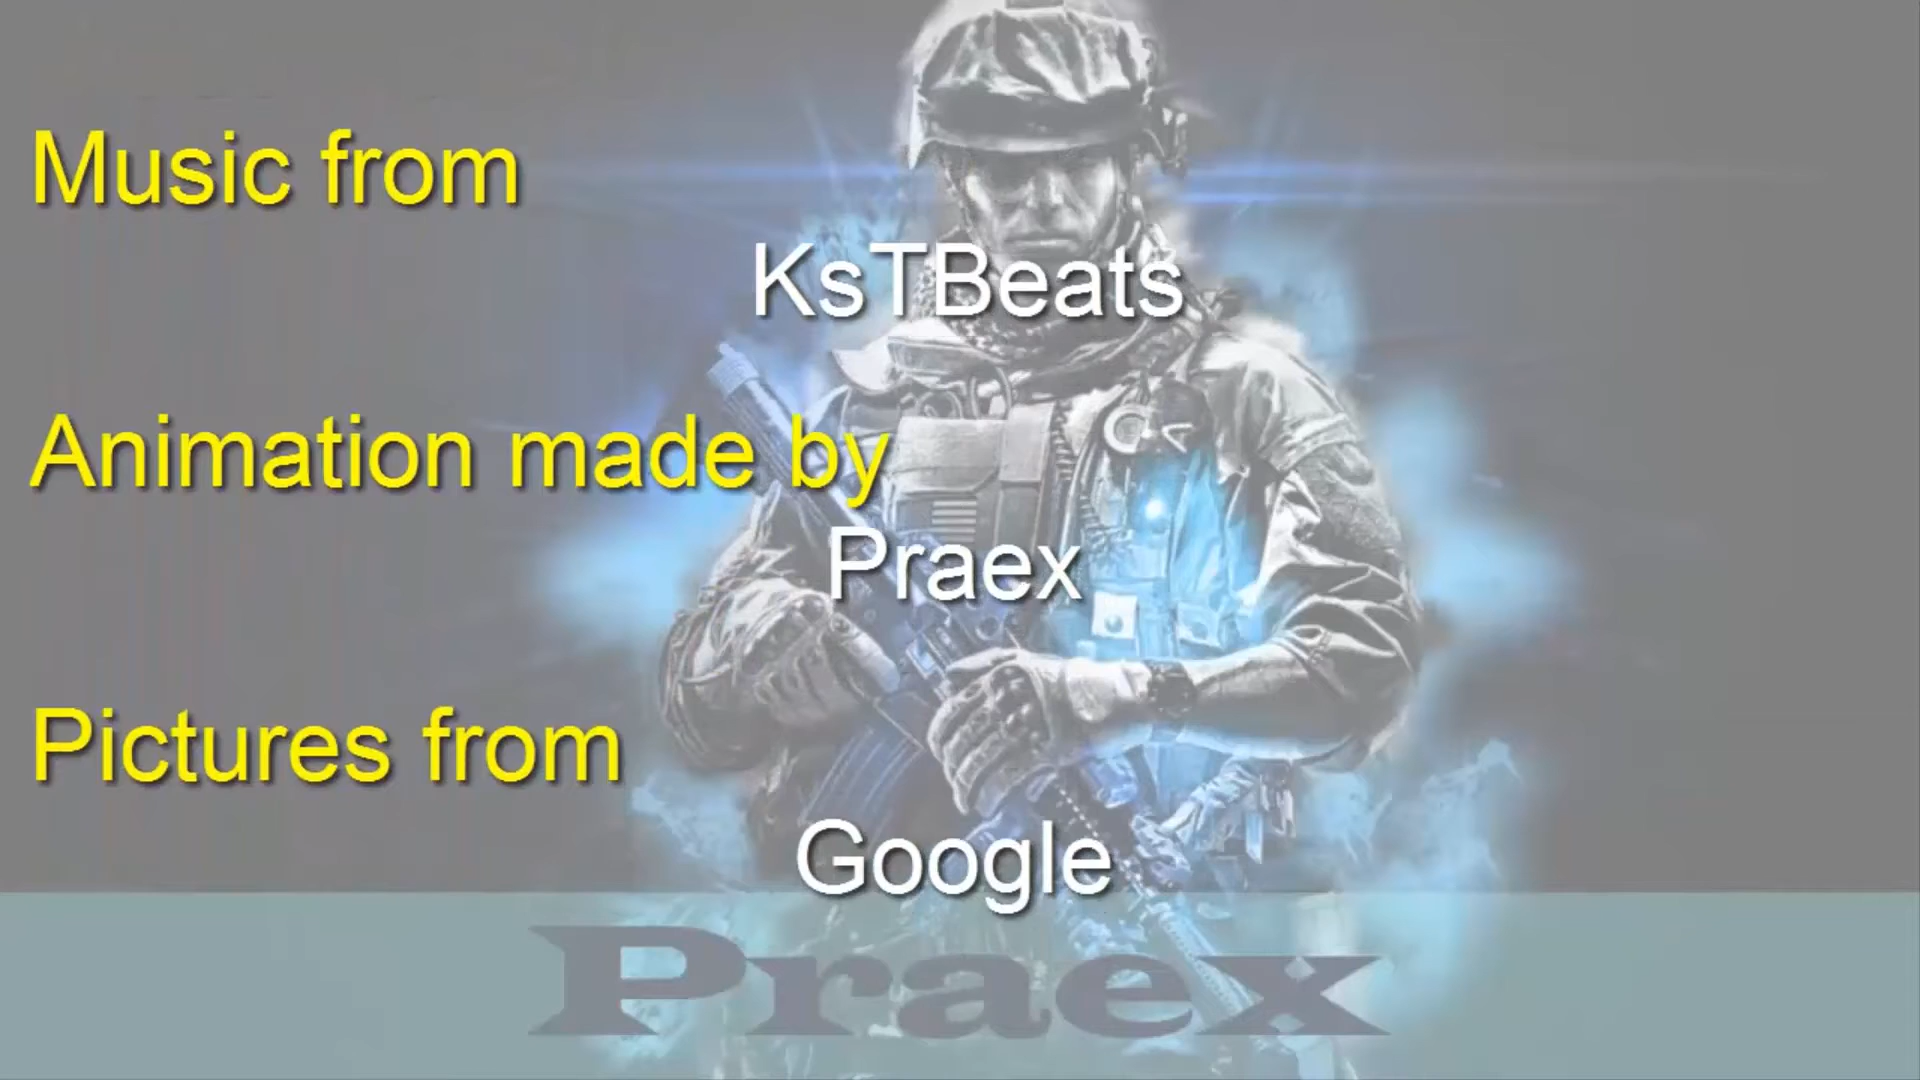 Music from
KsTBeats
Animation made by
Praex
Pictures from
Google
Praex